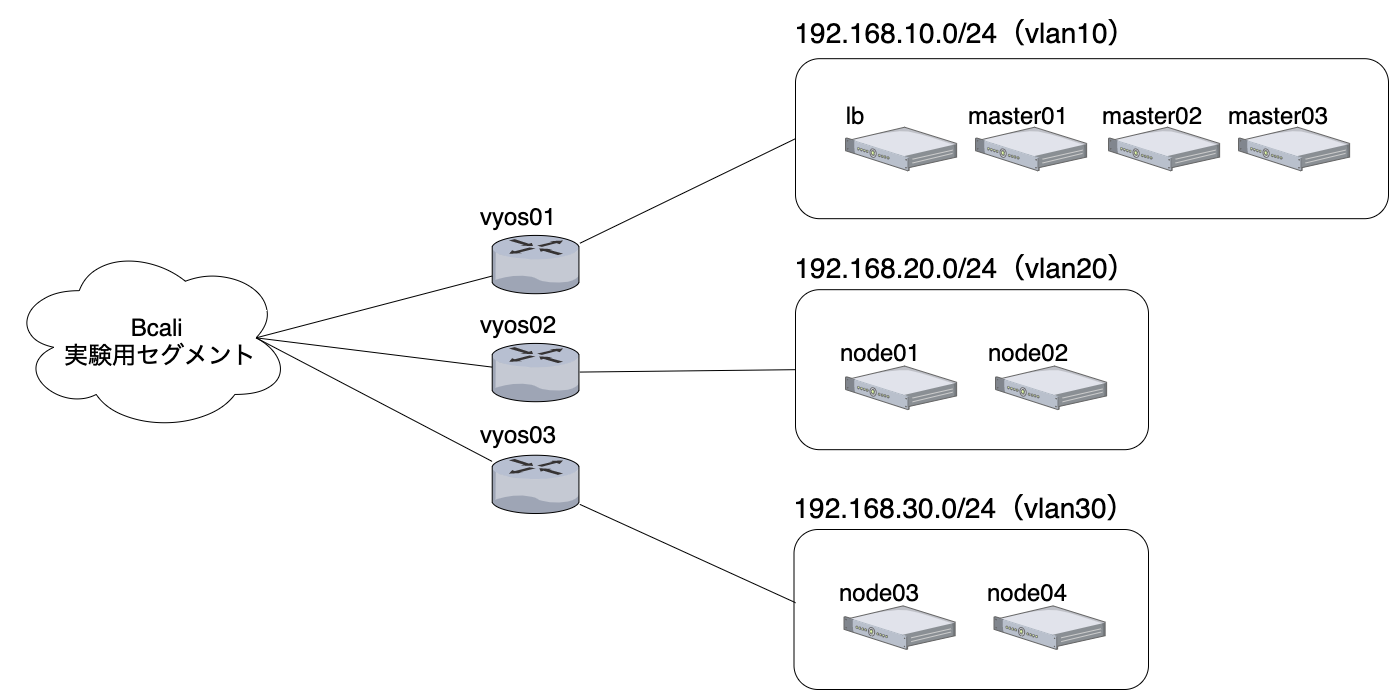 192.168.10.0/24（vlan10）
lb
master01
master02
master03
vyos01
192.168.20.0/24（vlan20）
Bcali
実験用セグメント
vyos02
node01
node02
vyos03
192.168.30.0/24（vlan30）
node03
node04